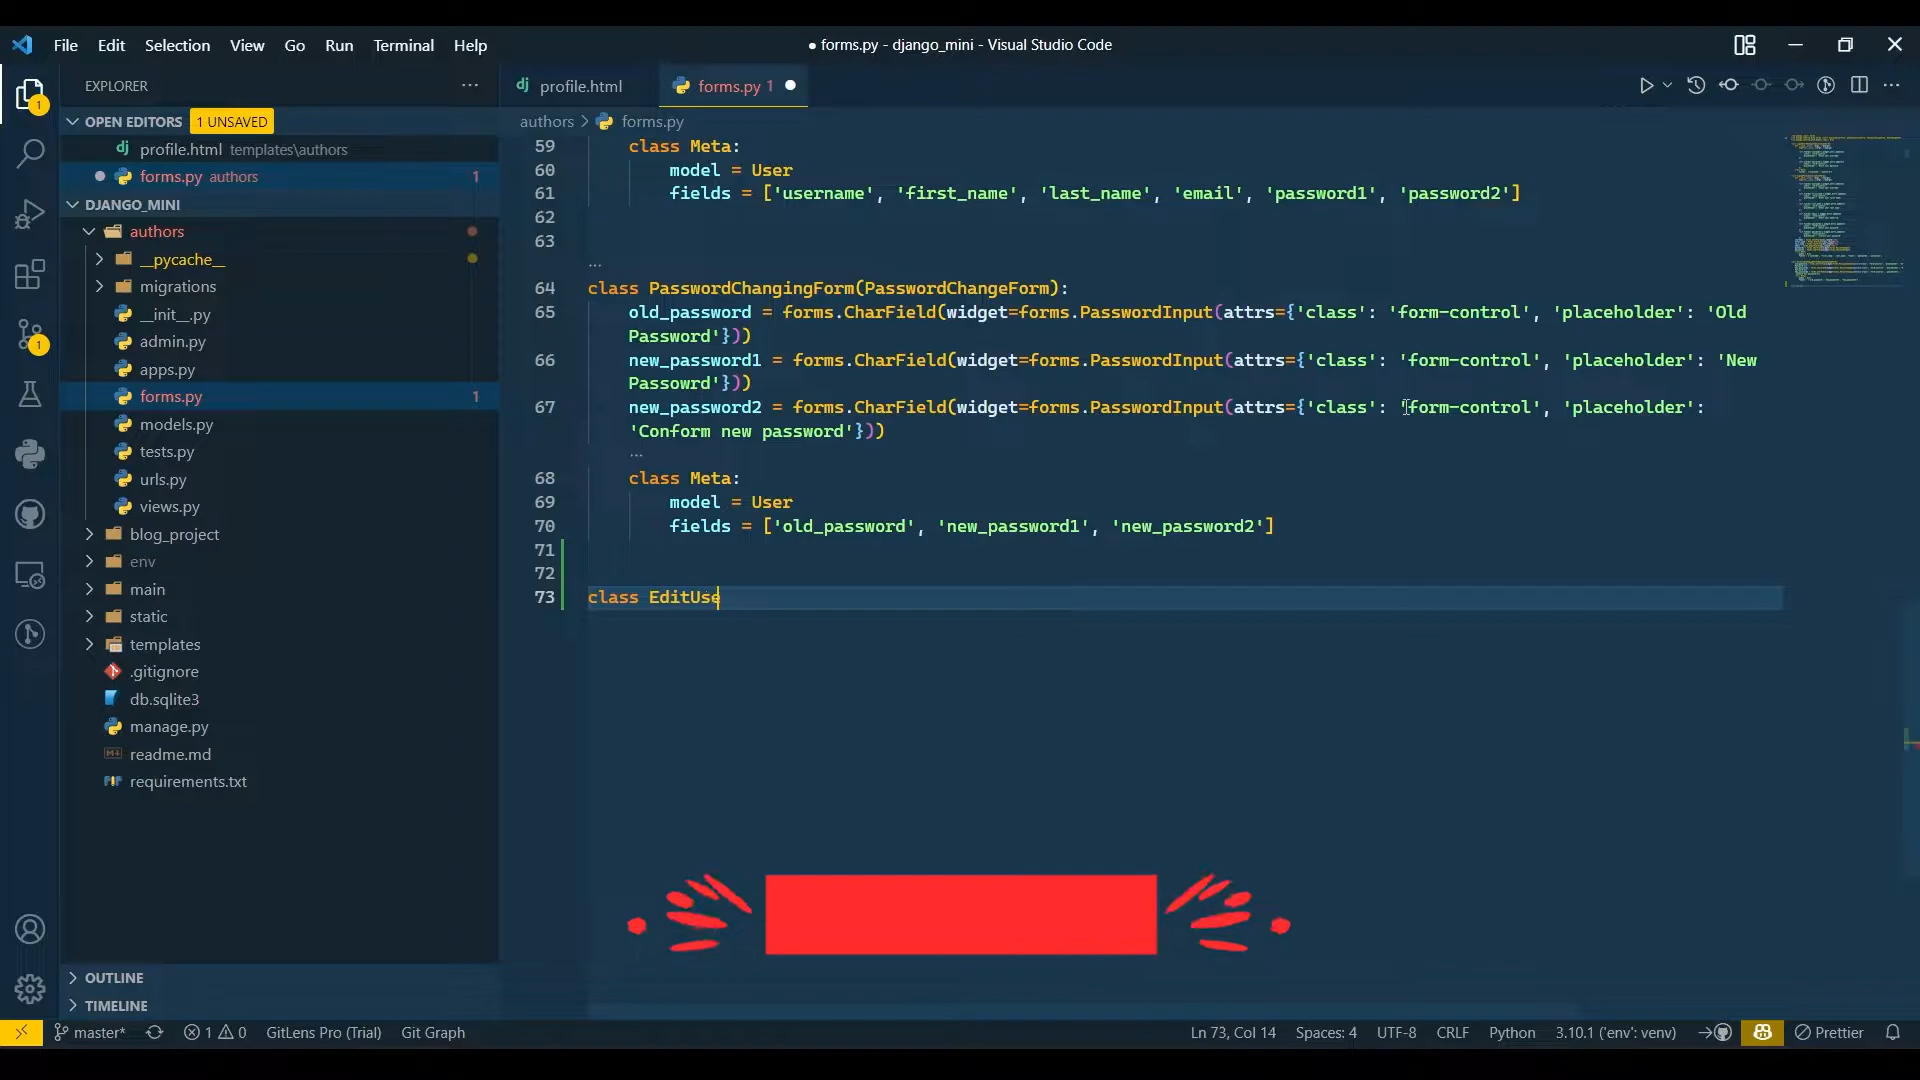 File Edit Selection View Go Run Terminal Help
● forms.py - django_mini - Visual Studio Code
EXPLORER
OPEN EDITORS 1 UNSAVED
profile.html templates\authors
forms.py authors 1
DJANGO_MINI
authors
__pycache__
migrations
__init__.py
admin.py
apps.py
forms.py 1
models.py
tests.py
urls.py
views.py
blog_project
env
main
static
templates
.gitignore
db.sqlite3
manage.py
readme.md
requirements.txt
OUTLINE
TIMELINE
1
1
dj profile.html
forms.py 1
authors > forms.py
59 class Meta:
60 model = User
61 fields = ['username', 'first_name', 'last_name', 'email', 'password1', 'password2']
62
63
...
64 class PasswordChangingForm(PasswordChangeForm):
65 old_password = forms.CharField(widget=forms.PasswordInput(attrs={'class': 'form-control', 'placeholder': 'Old
Password'}))
66 new_password1 = forms.CharField(widget=forms.PasswordInput(attrs={'class': 'form-control', 'placeholder': 'New
Passowrd'}))
67 new_password2 = forms.CharField(widget=forms.PasswordInput(attrs={'class': 'form-control', 'placeholder':
'Conform new password'}))
...
68 class Meta:
69 model = User
70 fields = ['old_password', 'new_password1', 'new_password2']
71
72
73 class EditUse
master* 1 0 GitLens Pro (Trial) Git Graph
Ln 73, Col 14 Spaces: 4 UTF-8 CRLF Python 3.10.1 ('env': venv) Prettier